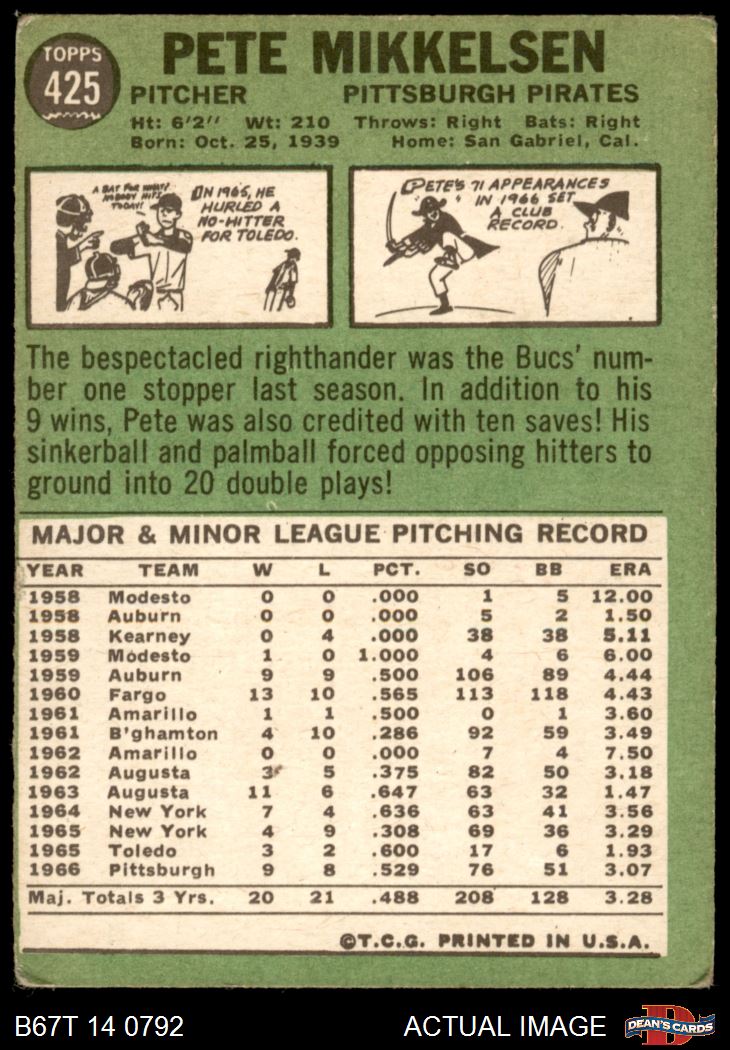 TOPPS
425
PETE MIKKELSEN
PITCHER PITTSBURGH PIRATES
Ht: 6'2" Wt: 210 Throws: Right Bats: Right
Born: Oct. 25, 1939 Home: San Gabriel, Cal.
A BAT FOR WHAT?
NOBODY HITS
TODAY!
ON 1965, HE
HURLED A
NO-HITTER
FOR TOLEDO.
PETE'S 71 APPEARANCES
IN 1966 SET
A CLUB
RECORD.
The bespectacled righthander was the Bucs' num-
ber one stopper last season. In addition to his
9 wins, Pete was also credited with ten saves! His
sinkerball and palmball forced opposing hitters to
ground into 20 double plays!
MAJOR & MINOR LEAGUE PITCHING RECORD
YEAR TEAM W L PCT. SO BB ERA
1958 Modesto 0 0 .000 1 5 12.00
1958 Auburn 0 0 .000 5 2 1.50
1958 Kearney 0 4 .000 38 38 5.11
1959 Modesto 1 0 1.000 4 6 6.00
1959 Auburn 9 9 .500 106 89 4.44
1960 Fargo 13 10 .565 113 118 4.43
1961 Amarillo 1 1 .500 0 1 3.60
1961 B'ghamton 4 10 .286 92 59 3.49
1962 Amarillo 0 0 .000 7 4 7.50
1962 Augusta 3 5 .375 82 50 3.18
1963 Augusta 11 6 .647 63 32 1.47
1964 New York 7 4 .636 63 41 3.56
1965 New York 4 9 .308 69 36 3.29
1965 Toledo 3 2 .600 17 6 1.93
1966 Pittsburgh 9 8 .529 76 51 3.07
Maj. Totals 3 Yrs. 20 21 .488 208 128 3.28
©T.C.G. PRINTED IN U.S.A.
B67T 14 0792 ACTUAL IMAGE
D
DEAN'S CARDS